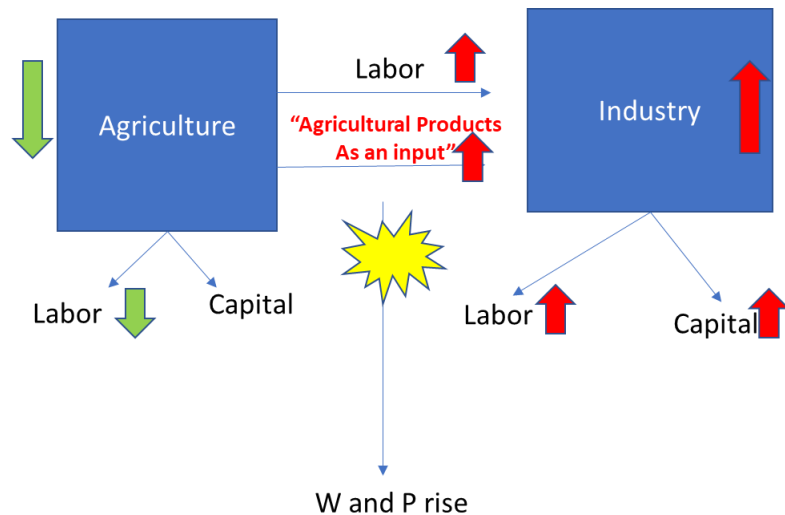 Labor
Agriculture
Industry
“Agricultural Products
As an input”
Labor
Capital
Labor
Capital
W and P rise